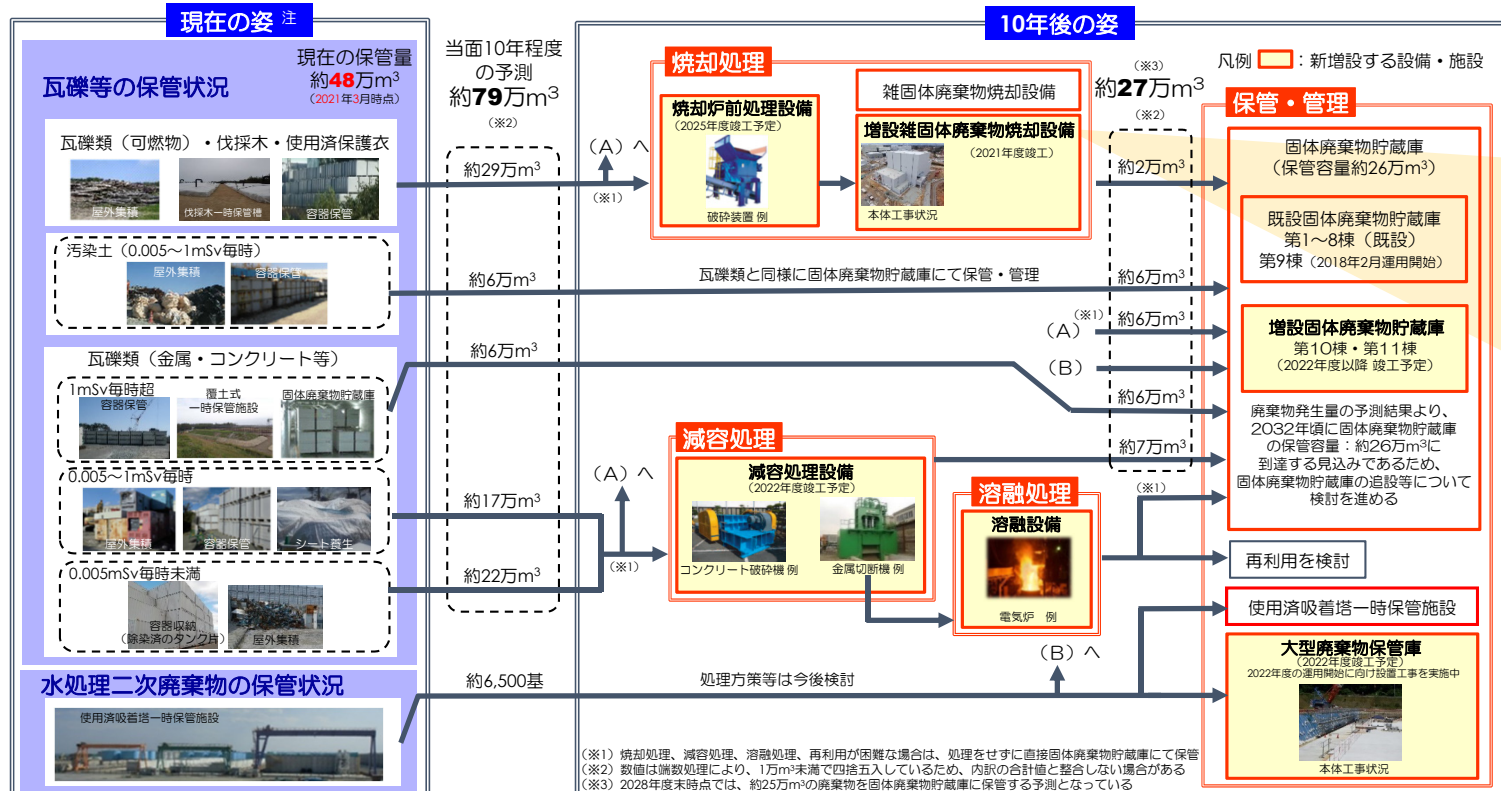 現在の姿 注
瓦礫等の保管状況
現在の保管量
約48万m³
(2021年3月時点)
瓦礫類（可燃物）・伐採木・使用済保護衣
屋外集積
伐採木一時保管槽
容器保管
汚染土（0.005～1mSv毎時）
屋外集積
容器保管
瓦礫類（金属・コンクリート等）
1mSv毎時超
容器保管
覆土式
一時保管施設
固体廃棄物貯蔵庫
0.005～1mSv毎時
屋外集積
容器保管
シート養生
0.005mSv毎時未満
容器収納
（除染済のタンク片）
屋外集積
水処理二次廃棄物の保管状況
使用済吸着塔一時保管施設
当面10年程度
の予測
約79万m³
(※2)
約29万m³
約6万m³
約6万m³
約17万m³
約22万m³
約6,500基
10年後の姿
凡例 ：新増設する設備・施設
（A）へ
(※1)
焼却処理
雑固体廃棄物焼却設備
焼却炉前処理設備
（2025年度竣工予定）
破砕装置 例
増設雑固体廃棄物焼却設備
（2021年度竣工）
本体工事状況
瓦礫類と同様に固体廃棄物貯蔵庫にて保管・管理
（A）へ
(※1)
減容処理
減容処理設備
（2022年度竣工予定）
コンクリート破砕機 例
金属切断機 例
溶融処理
溶融設備
電気炉　例
処理方策等は今後検討
（B）へ
(※3)
約27万m³
(※2)
約2万m³
約6万m³
（A）(※1)
約6万m³
（B）
約6万m³
約7万m³
(※1)
保管・管理
固体廃棄物貯蔵庫
（保管容量約26万m³）
既設固体廃棄物貯蔵庫
第1～8棟（既設）
第9棟（2018年2月運用開始）
増設固体廃棄物貯蔵庫
第10棟・第11棟
（2022年度以降 竣工予定）
廃棄物発生量の予測結果より、
2032年頃に固体廃棄物貯蔵庫
の保管容量：約26万m³に
到達する見込みであるため、
固体廃棄物貯蔵庫の追設等について
検討を進める
再利用を検討
使用済吸着塔一時保管施設
大型廃棄物保管庫
（2022年度竣工予定）
2022年度の運用開始に向け設置工事を実施中
本体工事状況
(※1) 焼却処理、減容処理、溶融処理、再利用が困難な場合は、処理をせずに直接固体廃棄物貯蔵庫にて保管
(※2) 数値は端数処理により、1万m³未満で四捨五入しているため、内訳の合計値と整合しない場合がある
(※3) 2028年度末時点では、約25万m³の廃棄物を固体廃棄物貯蔵庫に保管する予測となっている